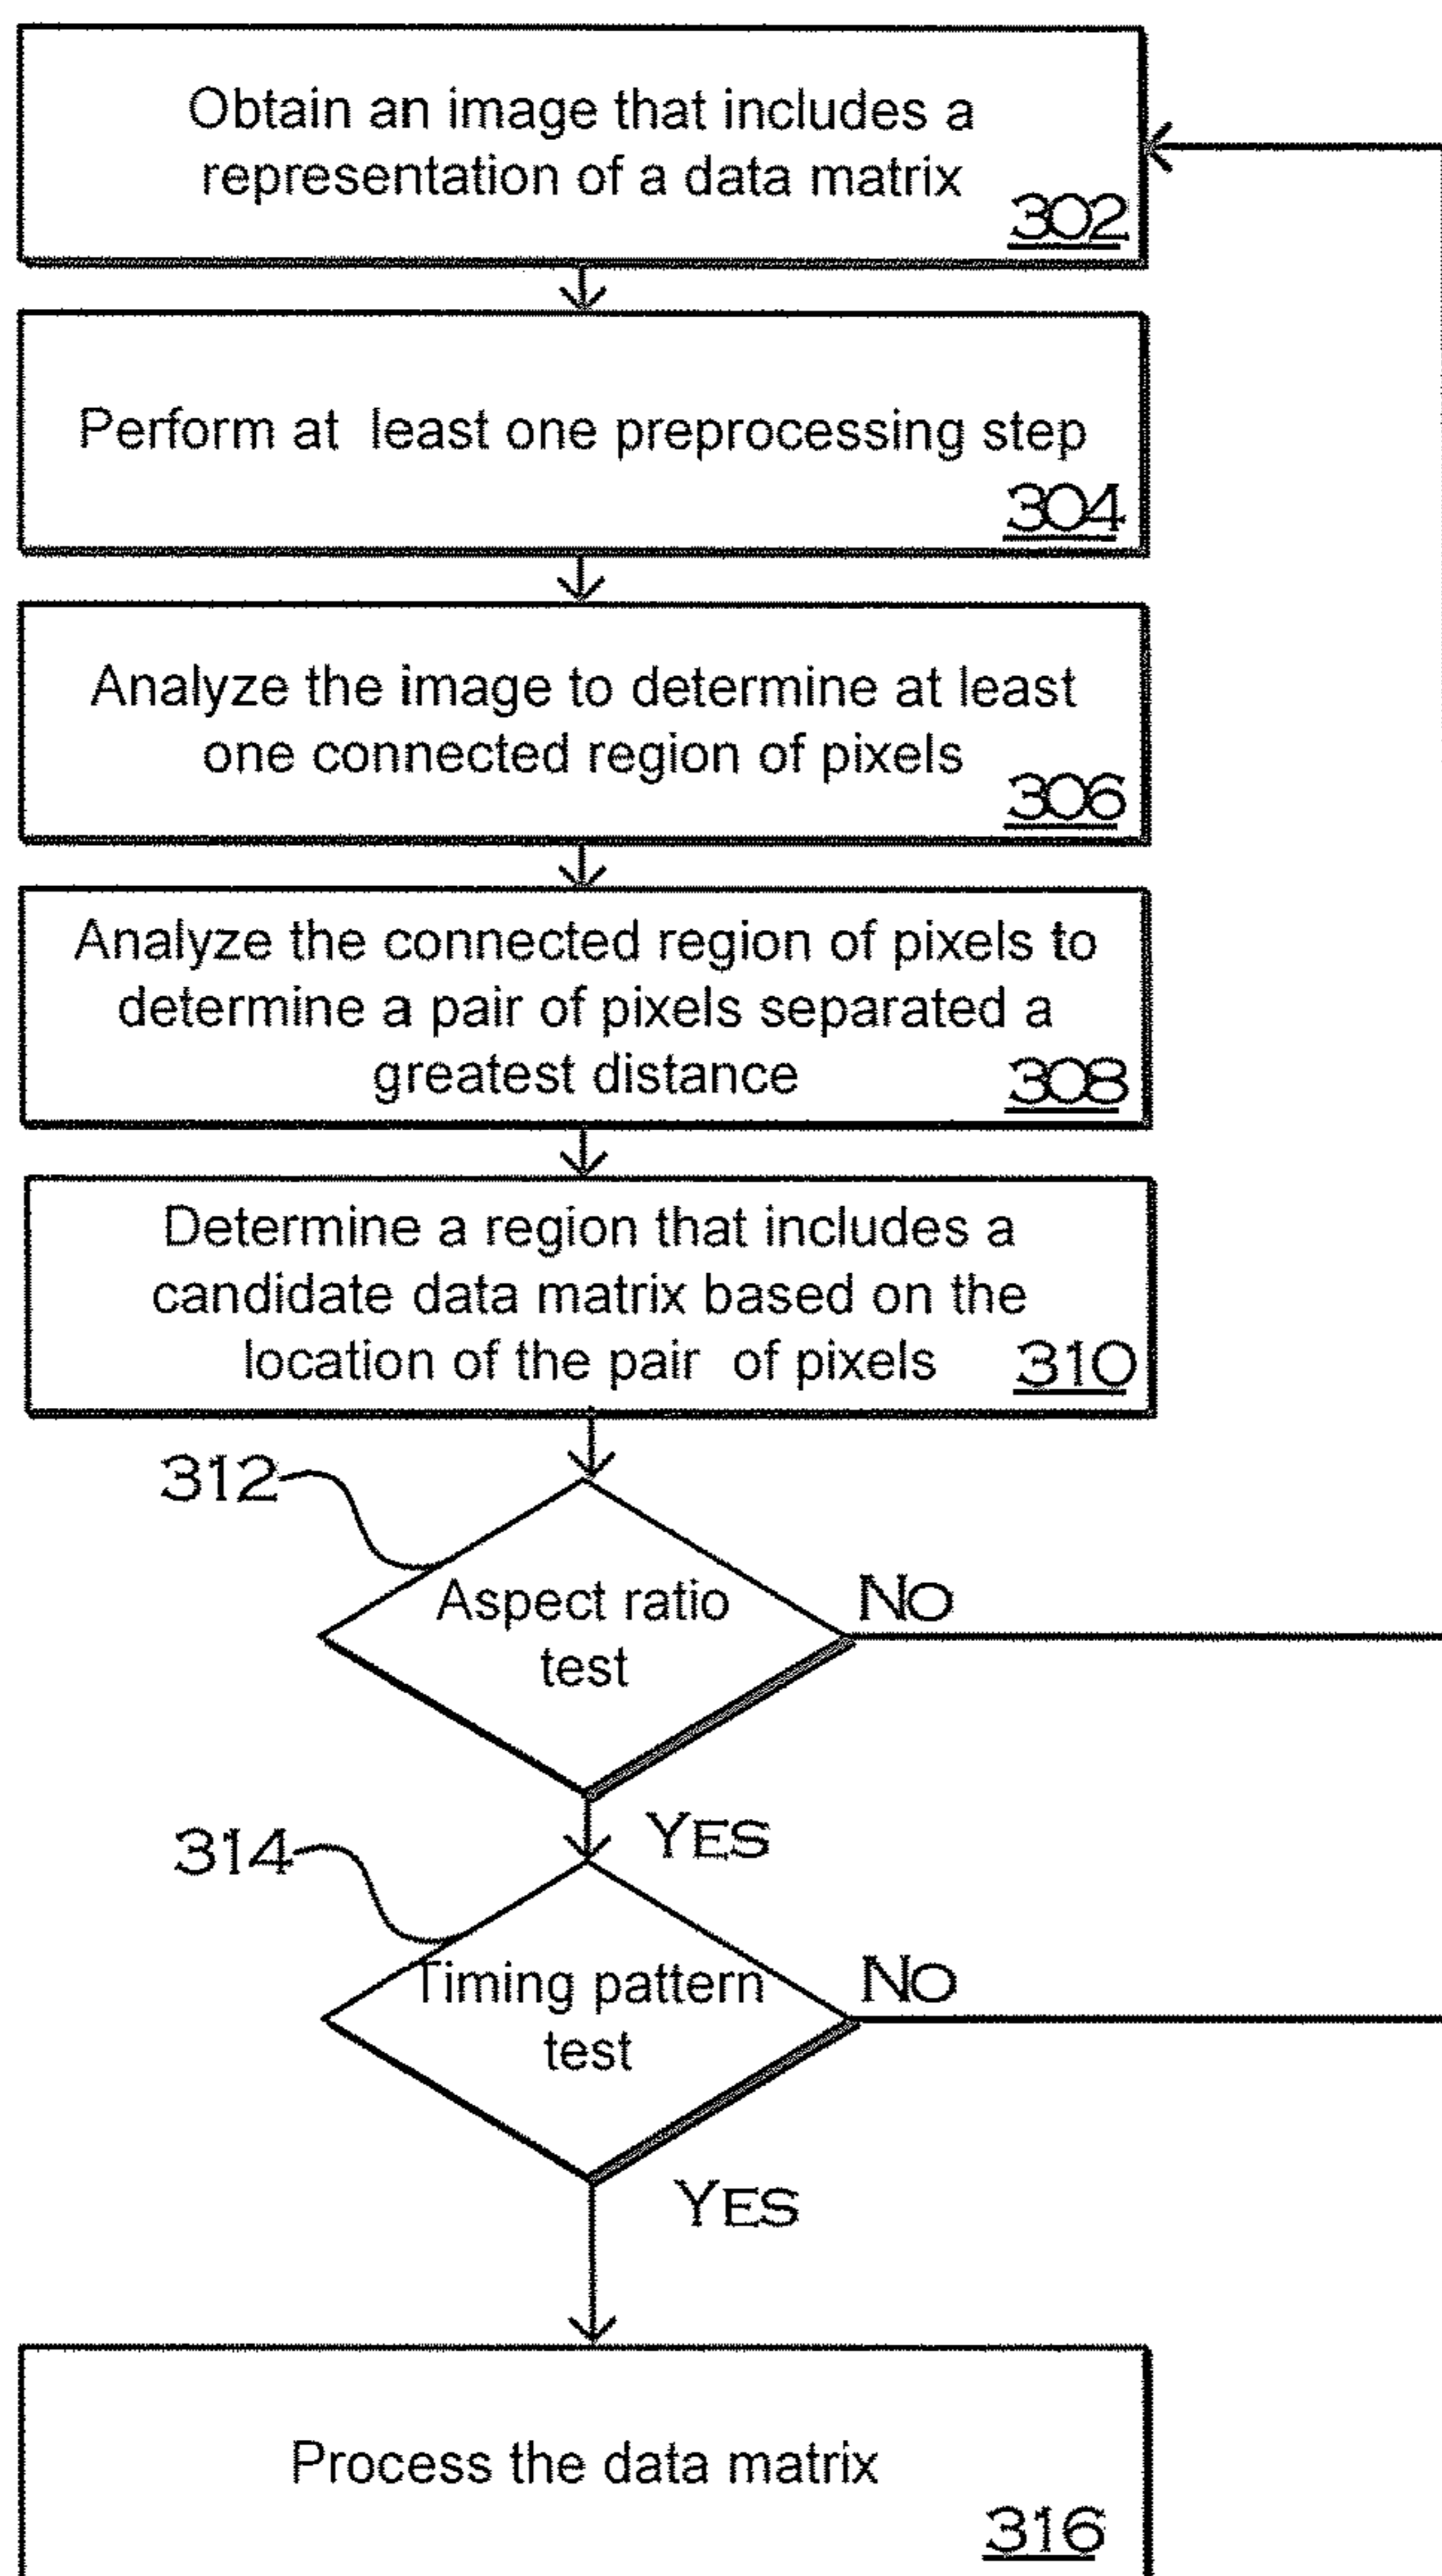 Obtain an image that includes a
representation of a data matrix
302
Perform at least one preprocessing step
304
Analyze the image to determine at least
one connected region of pixels
306
Analyze the connected region of pixels to
determine a pair of pixels separated a
greatest distance
308
Determine a region that includes a
candidate data matrix based on the
location of the pair of pixels
310
312
Aspect ratio
test
NO
YES
314
Timing pattern
test
NO
YES
Process the data matrix
316